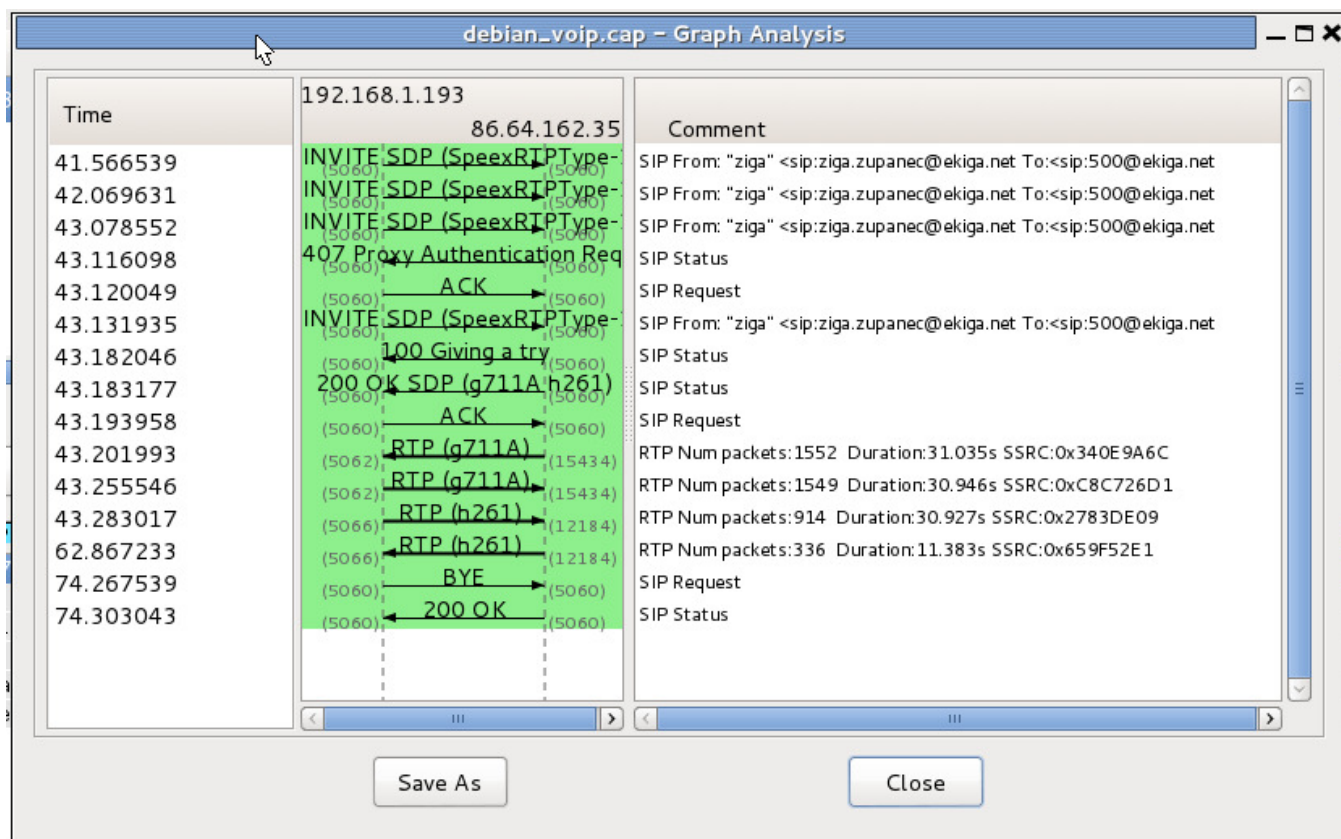 debian_voip.cap - Graph Analysis
Time
192.168.1.193
86.64.162.35
Comment
41.566539 INVITE SDP (SpeexRTPType- (5060) (5060) SIP From: "ziga" <sip:ziga.zupanec@ekiga.net To:<sip:500@ekiga.net
42.069631 INVITE SDP (SpeexRTPType- (5060) (5060) SIP From: "ziga" <sip:ziga.zupanec@ekiga.net To:<sip:500@ekiga.net
43.078552 INVITE SDP (SpeexRTPType- (5060) (5060) SIP From: "ziga" <sip:ziga.zupanec@ekiga.net To:<sip:500@ekiga.net
43.116098 407 Proxy Authentication Req (5060) (5060) SIP Status
43.120049 ACK (5060) (5060) SIP Request
43.131935 INVITE SDP (SpeexRTPType- (5060) (5060) SIP From: "ziga" <sip:ziga.zupanec@ekiga.net To:<sip:500@ekiga.net
43.182046 100 Giving a try (5060) (5060) SIP Status
43.183177 200 OK SDP (g711A h261) (5060) (5060) SIP Status
43.193958 ACK (5060) (5060) SIP Request
43.201993 RTP (g711A) (5062) (15434) RTP Num packets:1552 Duration:31.035s SSRC:0x340E9A6C
43.255546 RTP (g711A) (5062) (15434) RTP Num packets:1549 Duration:30.946s SSRC:0xC8C726D1
43.283017 RTP (h261) (5066) (12184) RTP Num packets:914 Duration:30.927s SSRC:0x2783DE09
62.867233 RTP (h261) (5066) (12184) RTP Num packets:336 Duration:11.383s SSRC:0x659F52E1
74.267539 BYE (5060) (5060) SIP Request
74.303043 200 OK (5060) (5060) SIP Status
Save As
Close